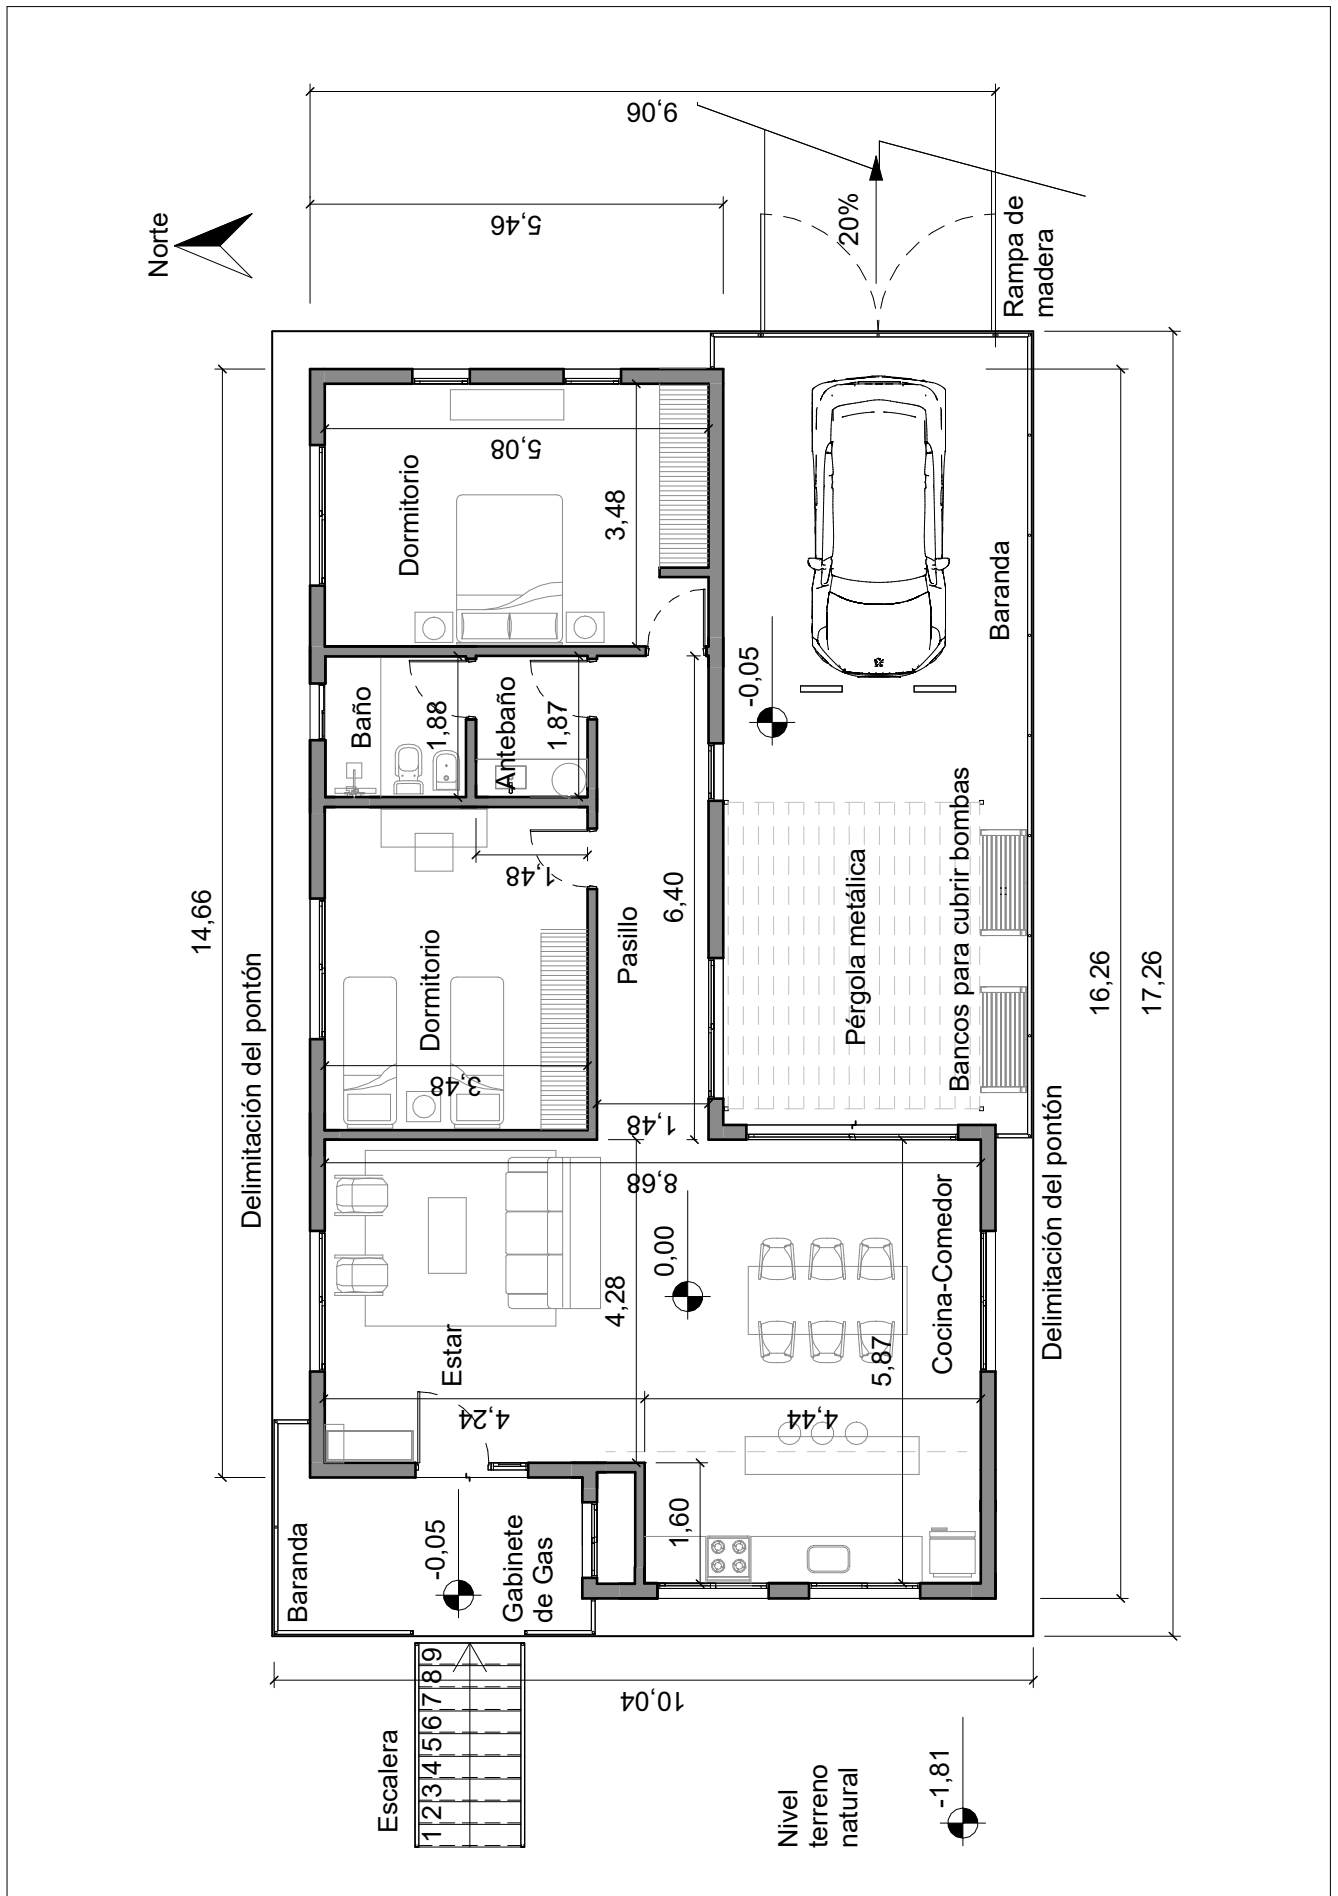 Norte
9,06
5,46
20%
Rampa de
madera
14,66
Delimitación del pontón
Dormitorio
5,08
3,48
Baño
1,88
Antebaño
1,87
-0,05
Baranda
Dormitorio
3,48
1,48
Pasillo
6,40
1,48
Pérgola metálica
Bancos para cubrir bombas
16,26
17,26
Delimitación del pontón
8,68
Estar
4,28
0,00
Cocina-Comedor
5,87
4,24
4,44
1,60
Baranda
-0,05
Gabinete
de Gas
10,04
Escalera
1 2 3 4 5 6 7 8 9
Nivel
terreno
natural
-1,81